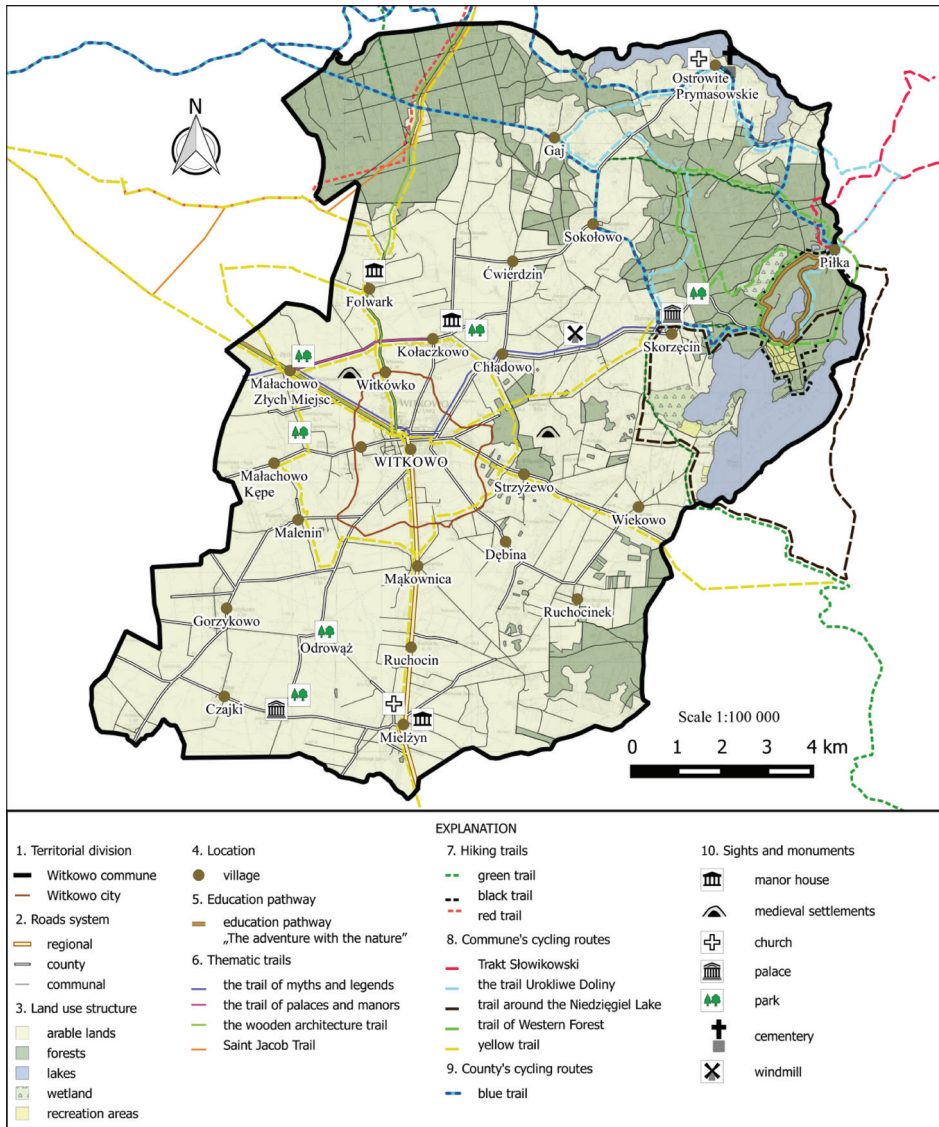 N
Ostrowite
Prymasowskie
Gaj
Sokołowo
Piłka
Ćwierdzin
Folwark
Kołaczkowo
Skorzęcin
Chłądowo
Małachowo
Złych Miejsc.
Witkówko
WITKOWO
WITKOWO
Małachowo
Kępe
Strzyżewo
Wiekowo
Malenin
Dębina
Mąkownica
Ruchocinek
Gorzykowo
Odrowąż
Ruchocin
Czajki
Mielżyn
Scale 1:100 000
0 1 2 3 4 km
EXPLANATION
1. Territorial division
Witkowo commune
Witkowo city
2. Roads system
regional
county
communal
3. Land use structure
arable lands
forests
lakes
wetland
recreation areas
4. Location
village
5. Education pathway
education pathway
„The adventure with the nature"
6. Thematic trails
the trail of myths and legends
the trail of palaces and manors
the wooden architecture trail
Saint Jacob Trail
7. Hiking trails
green trail
black trail
red trail
8. Commune's cycling routes
Trakt Słowikowski
the trail Urokliwe Doliny
trail around the Niedzięgiel Lake
trail of Western Forest
yellow trail
9. County's cycling routes
blue trail
10. Sights and monuments
manor house
medieval settlements
church
palace
park
cementery
windmill